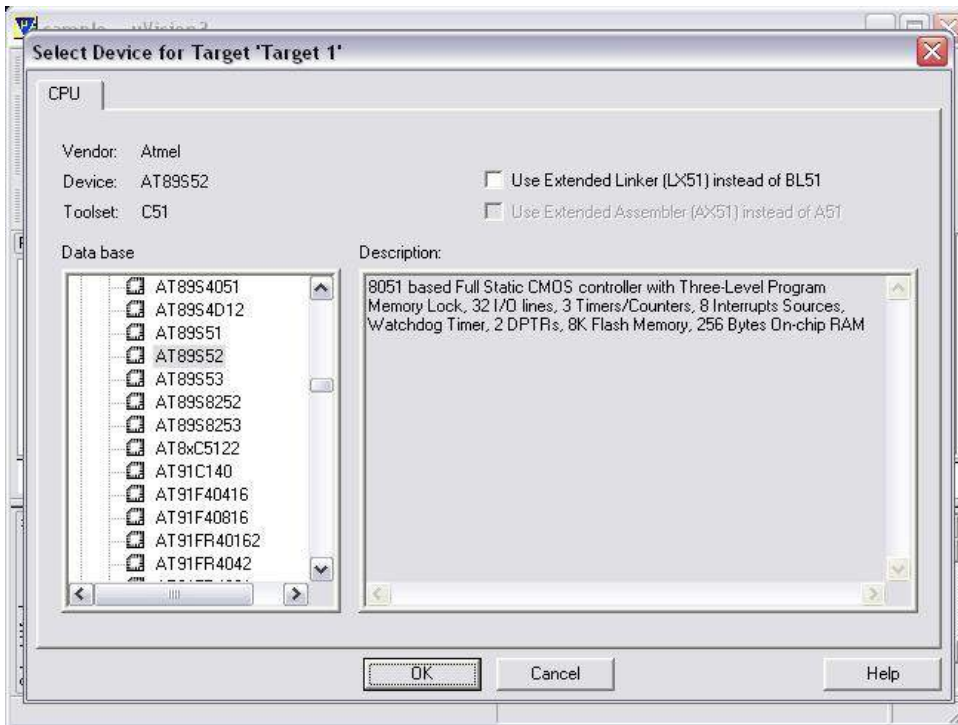 sample - µVision3
Select Device for Target 'Target 1'
CPU
Vendor: Atmel
Device: AT89S52
Toolset: C51
Use Extended Linker (LX51) instead of BL51
Use Extended Assembler (AX51) instead of A51
Data base
AT89S4051
AT89S4D12
AT89S51
AT89S52
AT89S53
AT89S8252
AT89S8253
AT8xC5122
AT91C140
AT91F40416
AT91F40816
AT91FR40162
AT91FR4042
Description:
8051 based Full Static CMOS controller with Three-Level Program
Memory Lock, 32 I/O lines, 3 Timers/Counters, 8 Interrupts Sources,
Watchdog Timer, 2 DPTRs, 8K Flash Memory, 256 Bytes On-chip RAM
OK
Cancel
Help